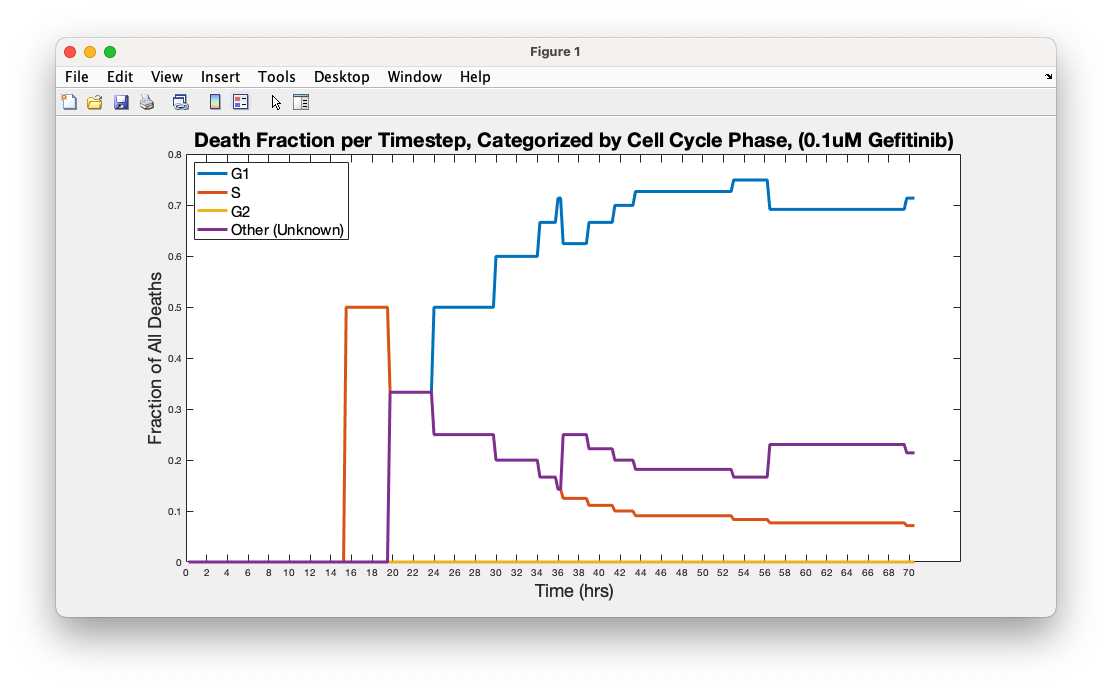 Figure 1
File Edit View Insert Tools Desktop Window Help
Death Fraction per Timestep, Categorized by Cell Cycle Phase, (0.1uM Gefitinib)
G1
S
G2
Other (Unknown)
Fraction of All Deaths
0.8
0.7
0.6
0.5
0.4
0.3
0.2
0.1
0
0 2 4 6 8 10 12 14 16 18 20 22 24 26 28 30 32 34 36 38 40 42 44 46 48 50 52 54 56 58 60 62 64 66 68 70
Time (hrs)